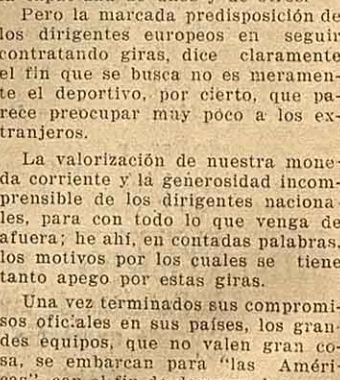 Pero la marcada predisposición de
los dirigentes europeos en seguir
contratando giras, dice claramente
el fin que se busca no es meramen-
te el deportivo, por cierto, que pa-
rece preocupar muy poco a los ex-
tranjeros.
La valorización de nuestra mone-
da corriente y la generosidad incom-
prensible de los dirigentes naciona
les, para con todo lo que venga de
afuera; he ahí, en contadas palabras,
los motivos por los cuales se tiene
tanto apego por estas giras.
Una vez terminados sus compromi-
sos oficiales en sus países, los gran-
des equipos, que no valen gran co-
sa, se embarcan para "las Améri-